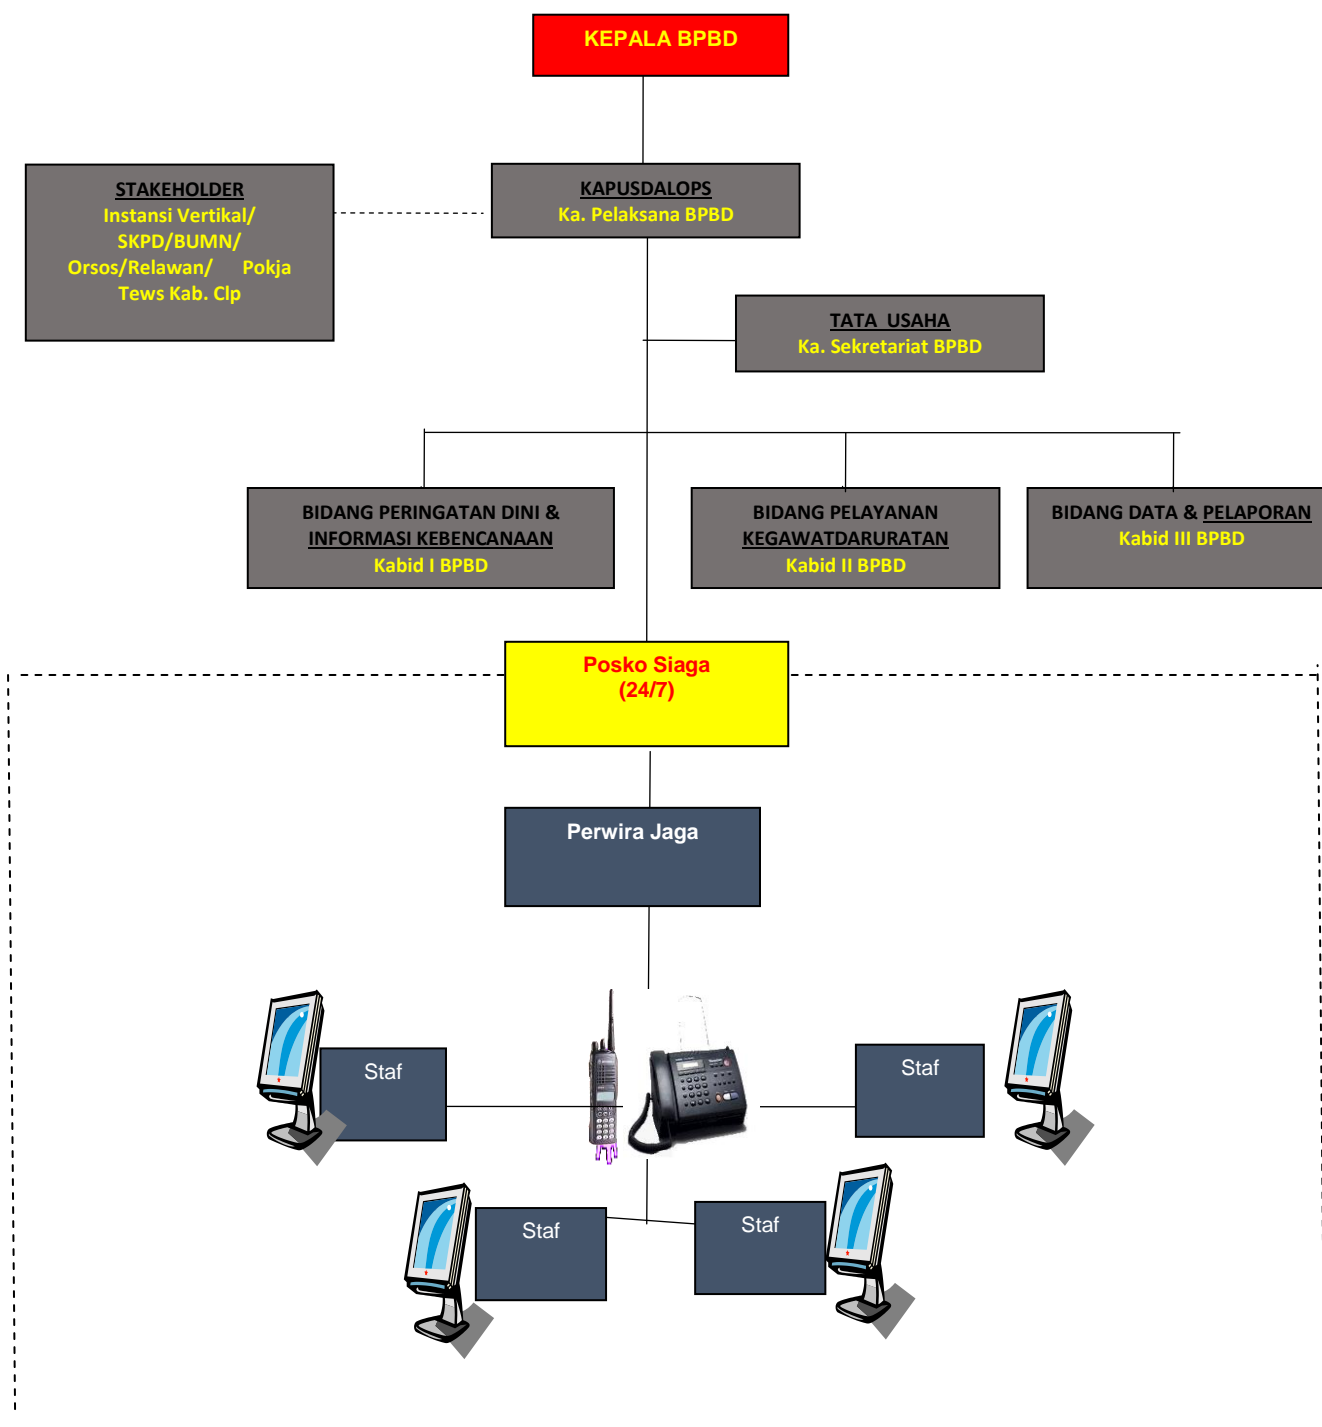 KEPALA BPBD
STAKEHOLDER
Instansi Vertikal/
SKPD/BUMN/
Orsos/Relawan/ Pokja
Tews Kab. Clp
KAPUSDALOPS
Ka. Pelaksana BPBD
TATA USAHA
Ka. Sekretariat BPBD
BIDANG PERINGATAN DINI &
INFORMASI KEBENCANAAN
Kabid I BPBD
BIDANG PELAYANAN
KEGAWATDARURATAN
Kabid II BPBD
BIDANG DATA & PELAPORAN
Kabid III BPBD
Posko Siaga
(24/7)
Perwira Jaga
Staf
Staf
Staf
Staf